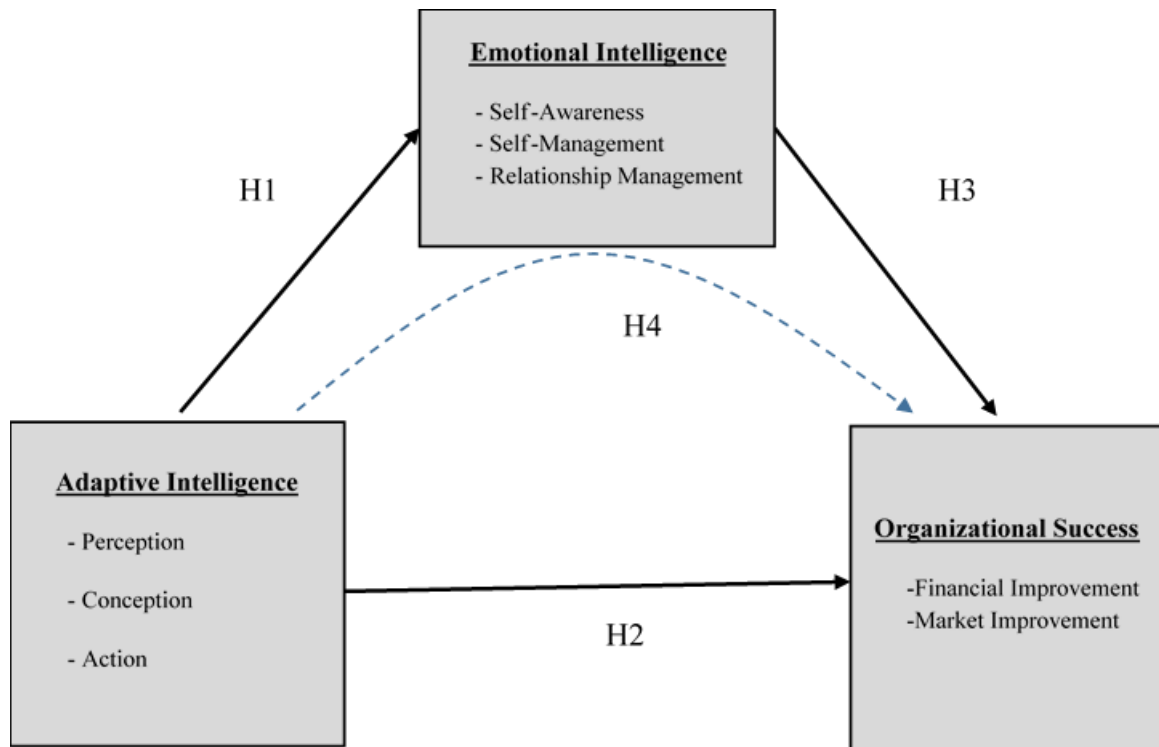 Emotional Intelligence
- Self-Awareness
- Self-Management
- Relationship Management
H1
H3
H4
Adaptive Intelligence
- Perception
- Conception
- Action
H2
Organizational Success
-Financial Improvement
-Market Improvement